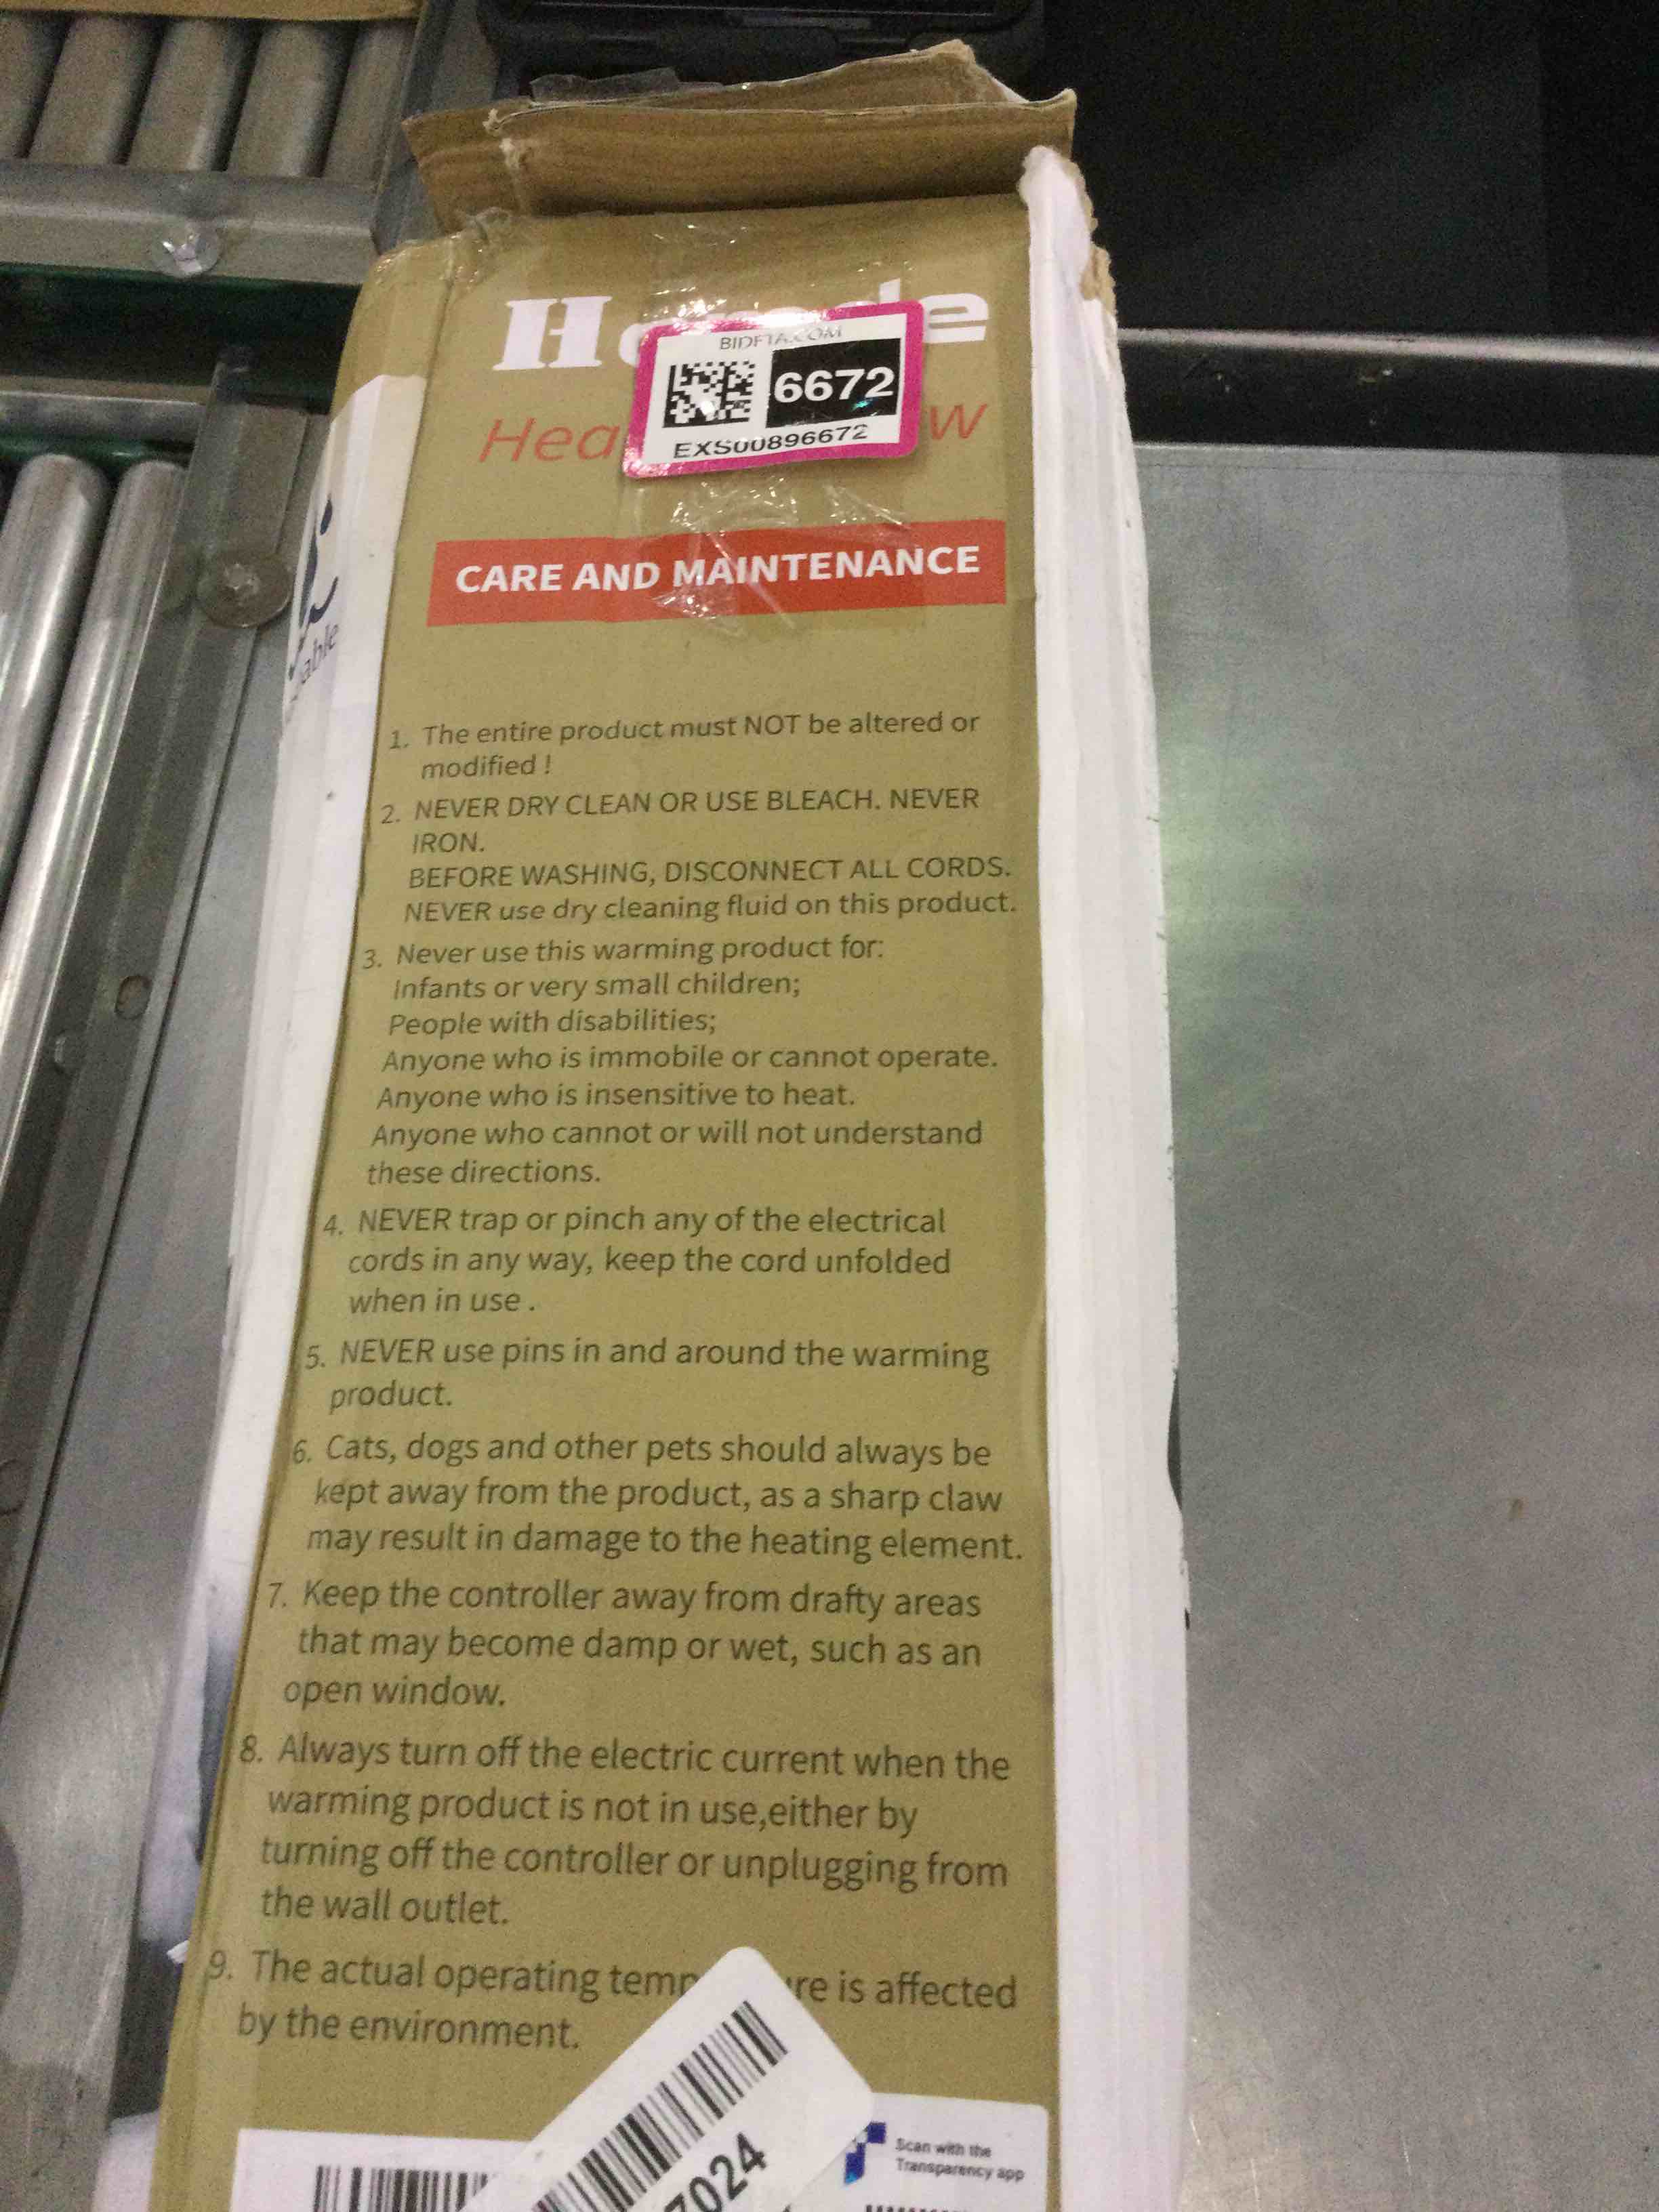 BIDFTA.COM
6672
EXS00896672
CARE AND MAINTENANCE
1. The entire product must NOT be altered or
modified !
2. NEVER DRY CLEAN OR USE BLEACH. NEVER
IRON.
BEFORE WASHING, DISCONNECT ALL CORDS.
NEVER use dry cleaning fluid on this product.
3. Never use this warming product for:
Infants or very small children;
People with disabilities;
Anyone who is immobile or cannot operate.
Anyone who is insensitive to heat.
Anyone who cannot or will not understand
these directions.
4. NEVER trap or pinch any of the electrical
cords in any way, keep the cord unfolded
when in use .
5. NEVER use pins in and around the warming
product.
6. Cats, dogs and other pets should always be
kept away from the product, as a sharp claw
may result in damage to the heating element.
7. Keep the controller away from drafty areas
that may become damp or wet, such as an
open window.
8. Always turn off the electric current when the
warming product is not in use,either by
turning off the controller or unplugging from
the wall outlet.
9. The actual operating is affected
by the environment.
7024
Scan with the
Transparency app